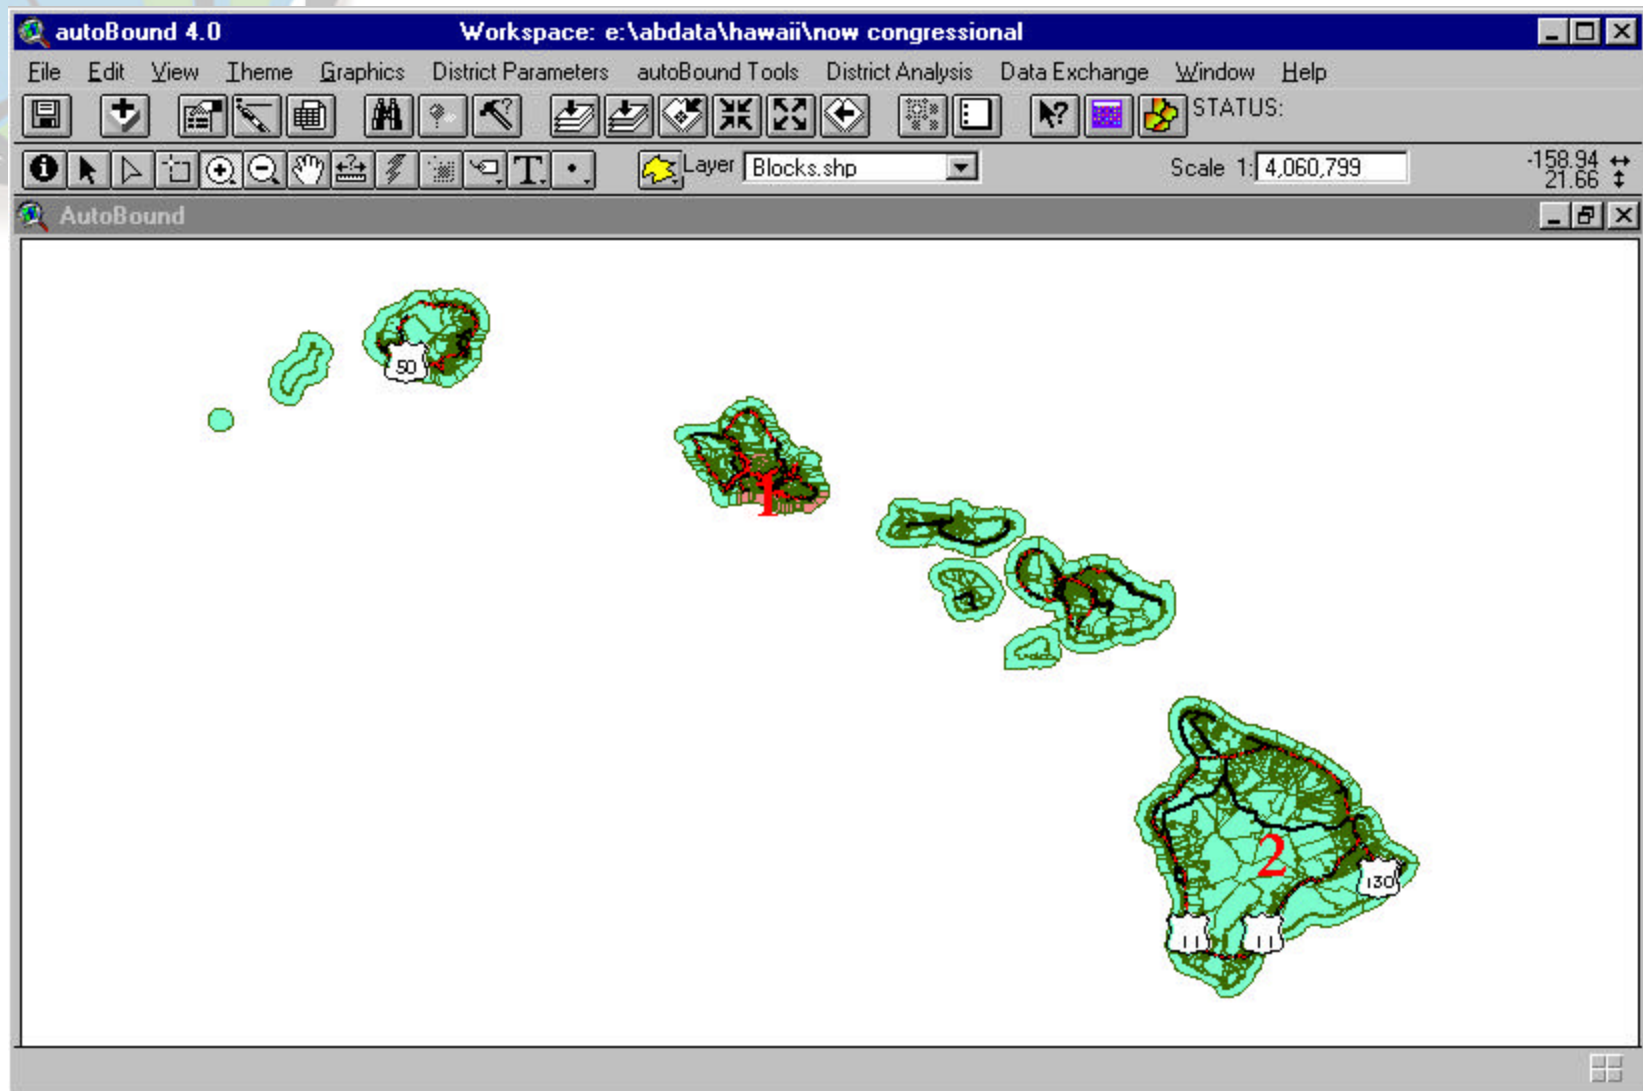 autoBound 4.0 Workspace: e:\abdata\hawaii\now congressional
File Edit View Theme Graphics District Parameters autoBound Tools District Analysis Data Exchange Window Help
STATUS:
Layer Blocks.shp Scale 1: 4,060,799 -158.94
21.66
AutoBound
50
1
2
130
11 11